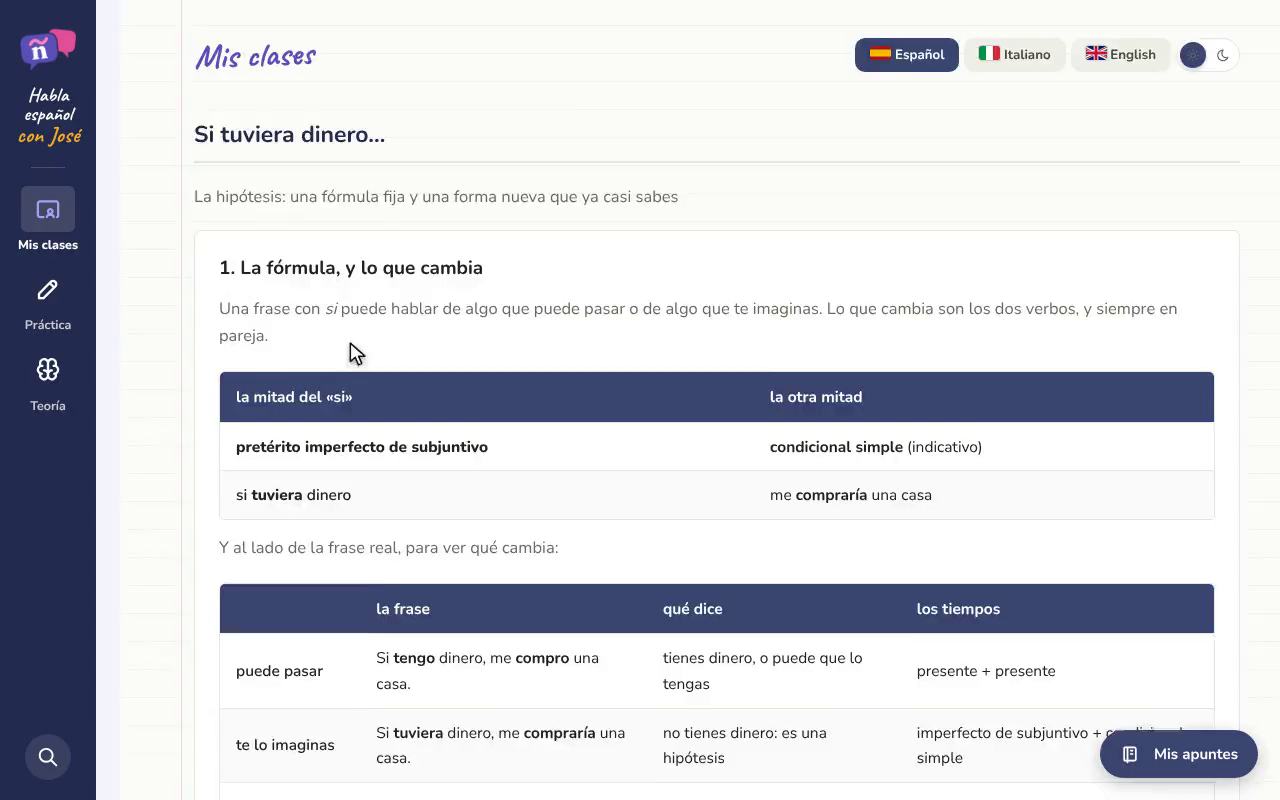 ñ
Habla
español
con José
Mis clases
Práctica
Teoría
Mis clases
Español
Italiano
English
Si tuviera dinero...
La hipótesis: una fórmula fija y una forma nueva que ya casi sabes
1. La fórmula, y lo que cambia
Una frase con si puede hablar de algo que puede pasar o de algo que te imaginas. Lo que cambia son los dos verbos, y siempre en
pareja.
la mitad del «si» la otra mitad
pretérito imperfecto de subjuntivo condicional simple (indicativo)
si tuviera dinero me compraría una casa
Y al lado de la frase real, para ver qué cambia:
la frase qué dice los tiempos
puede pasar
Si tengo dinero, me compro una
casa.
tienes dinero, o puede que lo
tengas
presente + presente
te lo imaginas
Si tuviera dinero, me compraría una
casa.
no tienes dinero: es una
hipótesis
imperfecto de subjuntivo +
simple
Mis apuntes